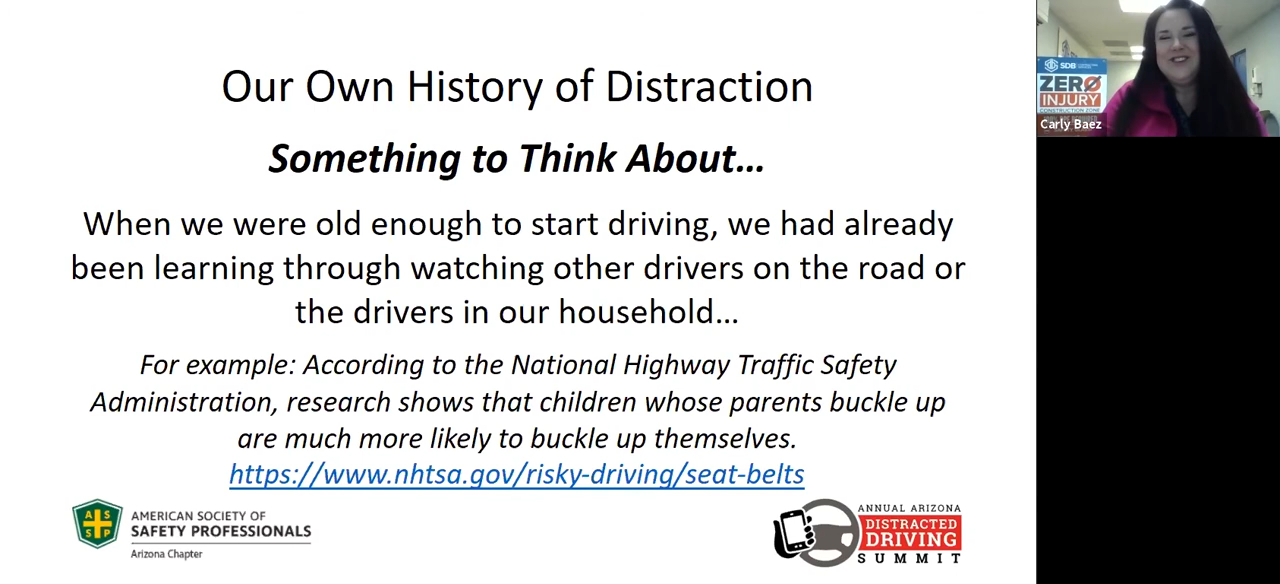 Our Own History of Distraction
Something to Think About...
When we were old enough to start driving, we had already
been learning through watching other drivers on the road or
the drivers in our household...
For example: According to the National Highway Traffic Safety
Administration, research shows that children whose parents buckle up
are much more likely to buckle up themselves.
https://www.nhtsa.gov/risky-driving/seat-belts
A S
S P
AMERICAN SOCIETY OF
SAFETY PROFESSIONALS
Arizona Chapter
ANNUAL ARIZONA
DISTRACTED
DRIVING
SUMMIT
SDB
ZERO
INJURY
CONSTRUCTION ZONE
Carly Baez